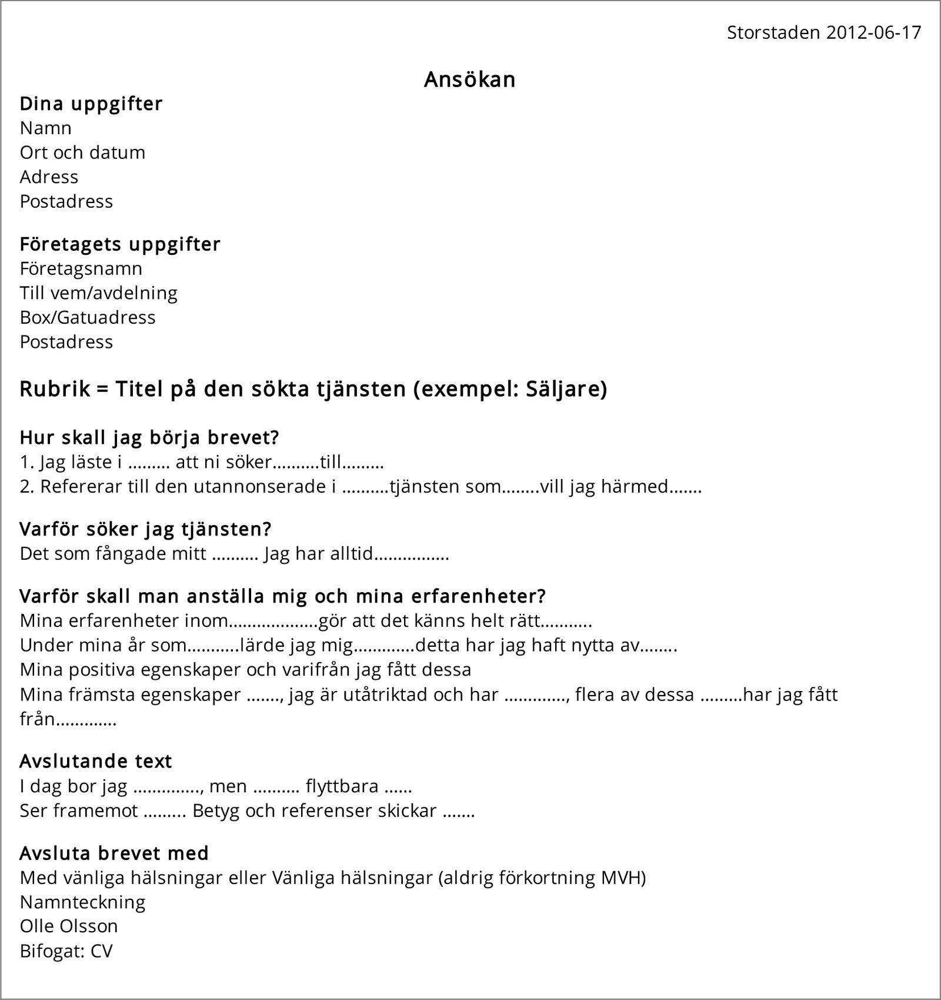 Storstaden 2012-06-17
Ansökan
Dina uppgifter
Namn
Ort och datum
Adress
Postadress
Företagets uppgifter
Företagsnamn
Till vem/avdelning
Box/Gatuadress
Postadress
Rubrik = Titel på den sökta tjänsten (exempel: Säljare)
Hur skall jag börja brevet?
1. Jag läste i ......... att ni söker..........till.........
2. Refererar till den utannonserade i ..........tjänsten som........vill jag härmed.......
Varför söker jag tjänsten?
Det som fångade mitt .......... Jag har alltid................
Varför skall man anställa mig och mina erfarenheter?
Mina erfarenheter inom...................gör att det känns helt rätt...........
Under mina år som...........lärde jag mig.............detta har jag haft nytta av........
Mina positiva egenskaper och varifrån jag fått dessa
Mina främsta egenskaper ......., jag är utåtriktad och har ............., flera av dessa .........har jag fått
från.............
Avslutande text
I dag bor jag .............., men .......... flyttbara ......
Ser framemot ......... Betyg och referenser skickar .......
Avsluta brevet med
Med vänliga hälsningar eller Vänliga hälsningar (aldrig förkortning MVH)
Namnteckning
Olle Olsson
Bifogat: CV